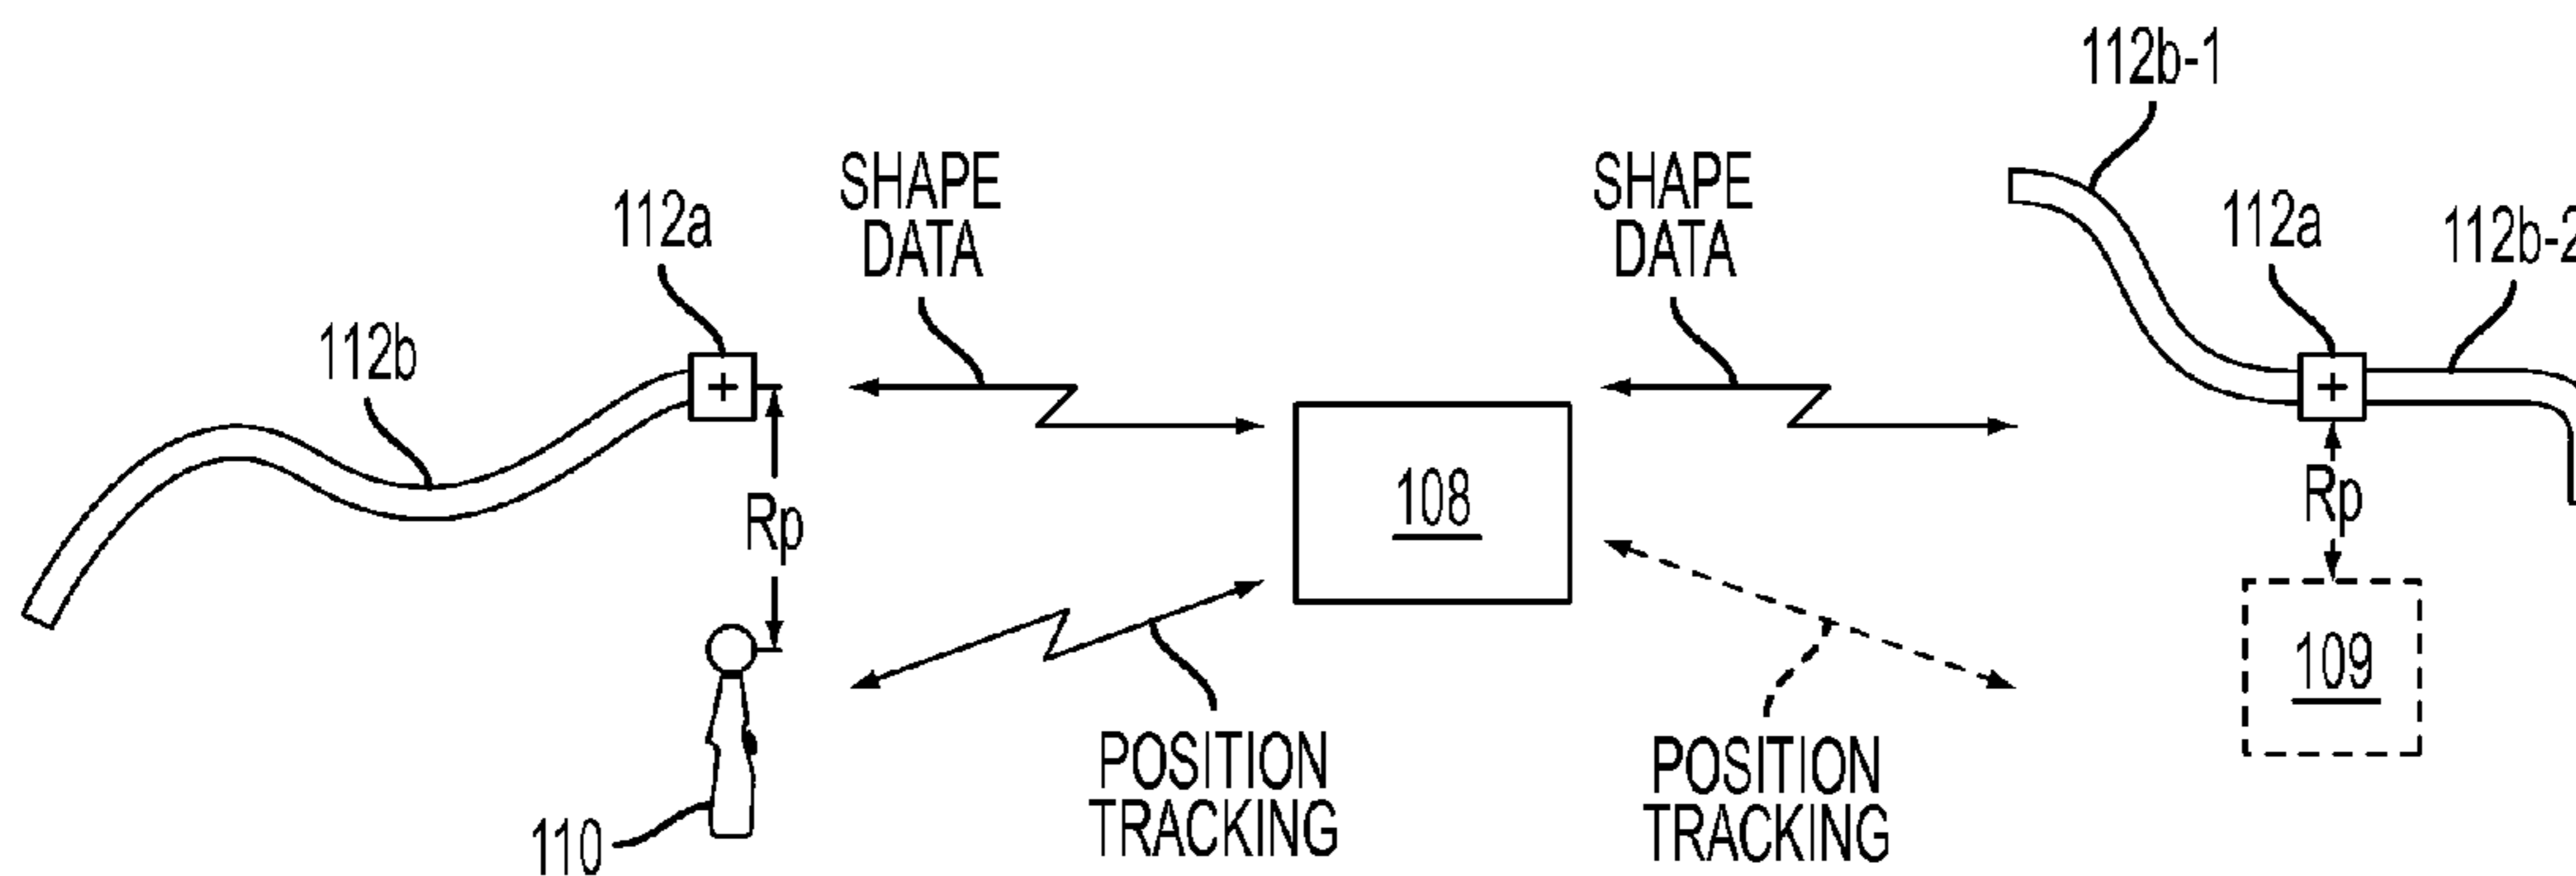 112b-1
SHAPE
DATA
SHAPE
DATA
112a
112a
112b-2
112b
Rp
108
Rp
109
POSITION
TRACKING
POSITION
TRACKING
110